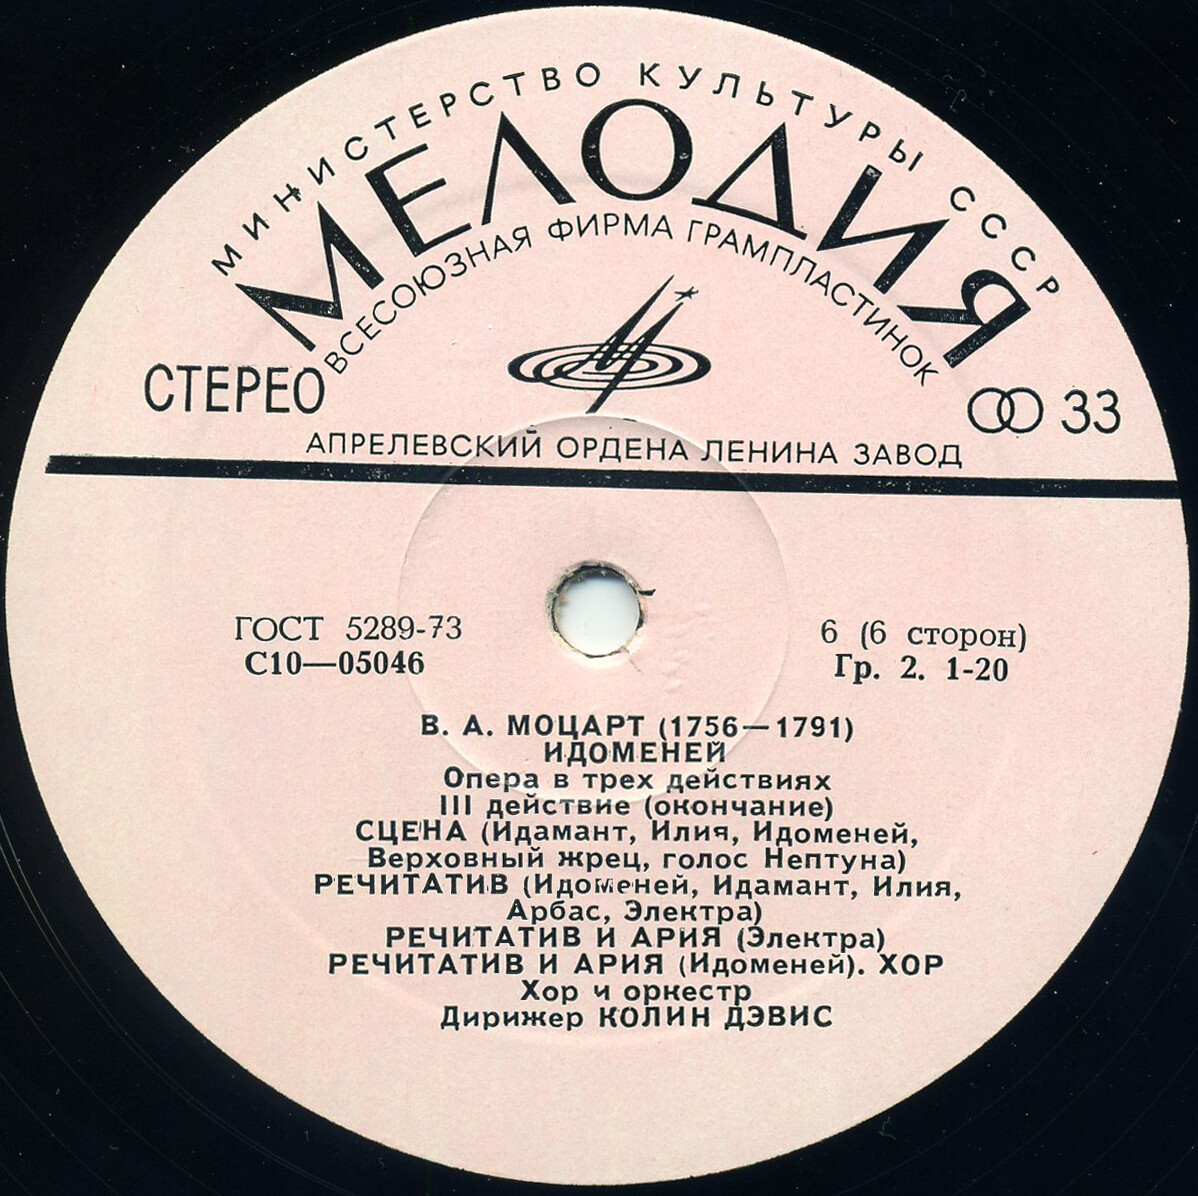 МИНИСТЕРСТВО КУЛЬТУРЫ СССР
МЕЛОДИЯ
ВСЕСОЮЗНАЯ ФИРМА ГРАМПЛАСТИНОК
СТЕРЕО
33
АПРЕЛЕВСКИЙ ОРДЕНА ЛЕНИНА ЗАВОД
ГОСТ 5289-73
С10—05046
6 (6 сторон)
Гр. 2. 1-20
В. А. МОЦАРТ (1756—1791)
ИДОМЕНЕЙ
Опера в трех действиях
III действие (окончание)
СЦЕНА (Идамант, Илия, Идоменей,
Верховный жрец, голос Нептуна)
РЕЧИТАТИВ (Идоменей, Идамант, Илия,
Арбас, Электра)
РЕЧИТАТИВ И АРИЯ (Электра)
РЕЧИТАТИВ И АРИЯ (Идоменей). ХОР
Хор и оркестр
Дирижер КОЛИН ДЭВИС